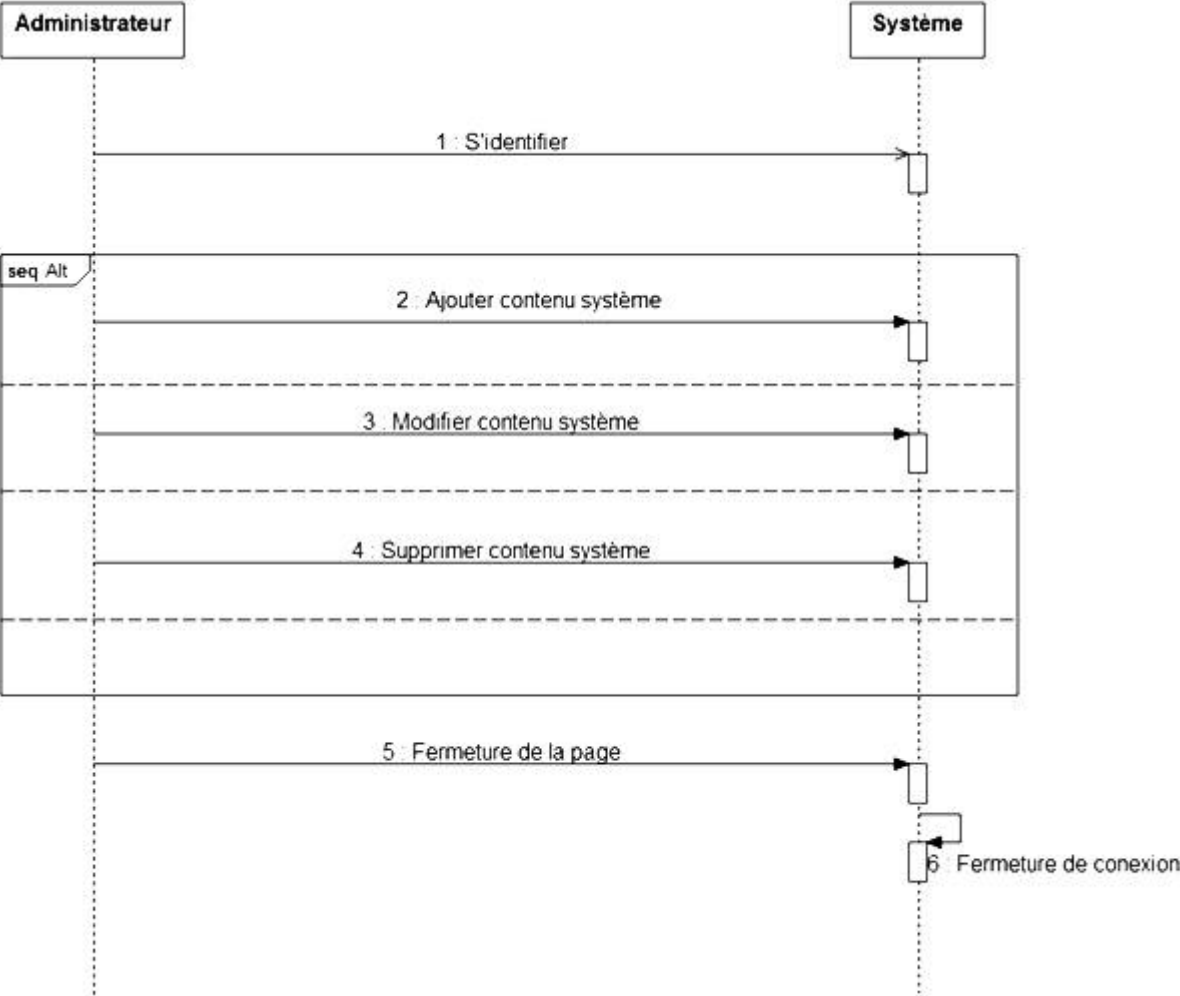 Administrateur
Système
1 : S'identifier
seq Alt
2 : Ajouter contenu système
3 : Modifier contenu système
4 : Supprimer contenu système
5 : Fermeture de la page
6 : Fermeture de conexion